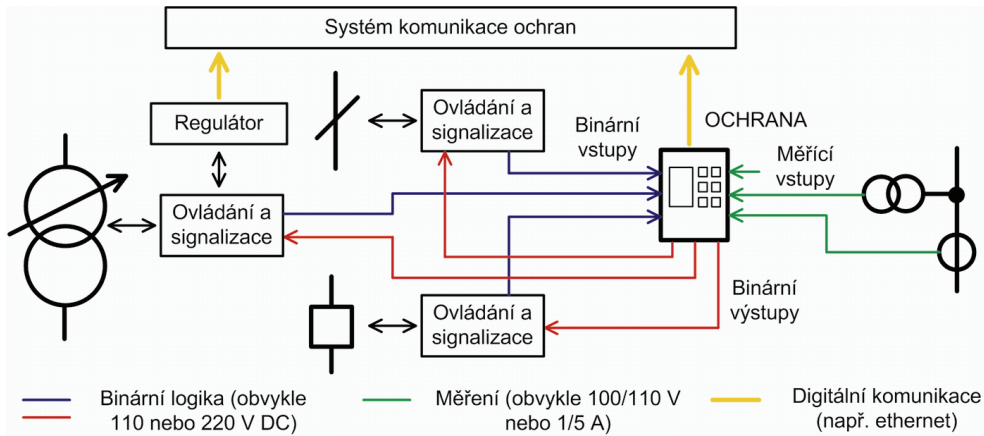 Systém komunikace ochran
Regulátor
Ovládání a
signalizace
Binární
vstupy
OCHRANA
Měřící
vstupy
Ovládání a
signalizace
Ovládání a
signalizace
Binární
výstupy
Binární logika (obvykle
110 nebo 220 V DC)
Měření (obvykle 100/110 V
nebo 1/5 A)
Digitální komunikace
(např. ethernet)